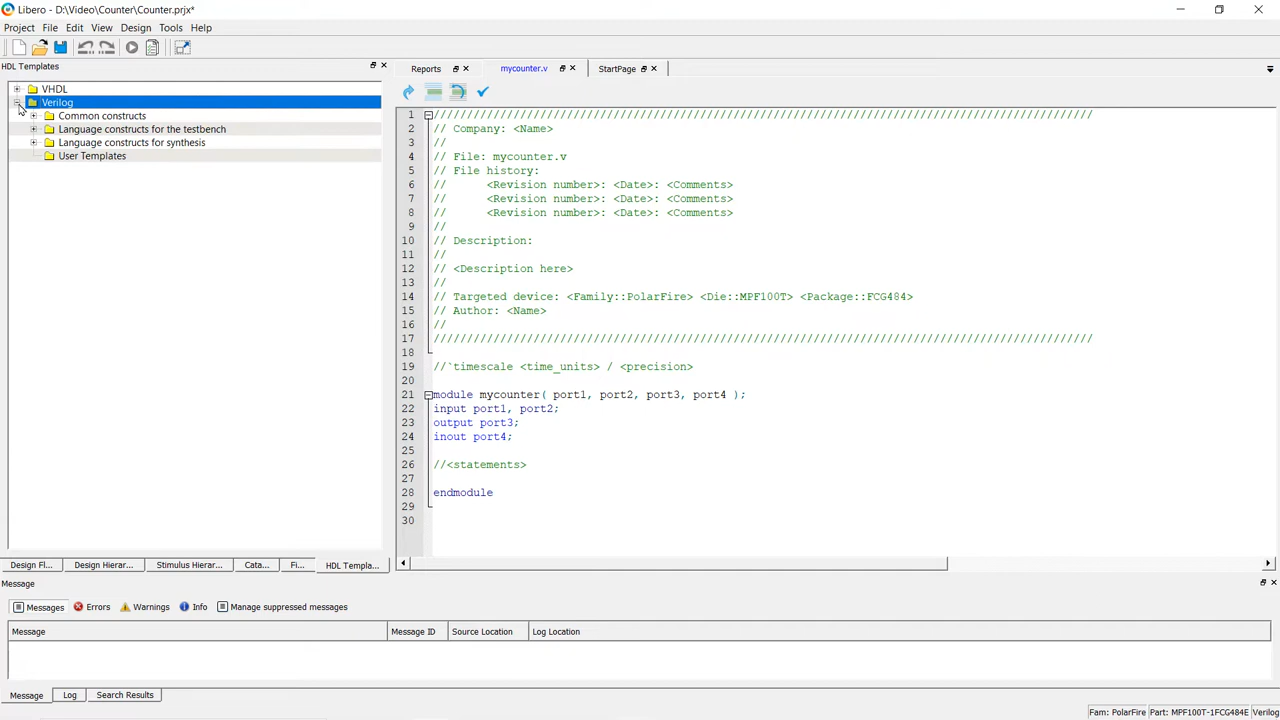 Libero - D:\Video\Counter\Counter.prjx*
Project File Edit View Design Tools Help
HDL Templates
VHDL
Verilog
Common constructs
Language constructs for the testbench
Language constructs for synthesis
User Templates
Design Fl... Design Hierar... Stimulus Hierar... Cata... Fi... HDL Templa...
Reports mycounter.v StartPage
1 ////////////////////////////////////////////////////////////////////////////////////////////////////
2 // Company: <Name>
3 //
4 // File: mycounter.v
5 // File history:
6 //      <Revision number>: <Date>: <Comments>
7 //      <Revision number>: <Date>: <Comments>
8 //      <Revision number>: <Date>: <Comments>
9 //
10 // Description:
11 //
12 // <Description here>
13 //
14 // Targeted device: <Family::PolarFire> <Die::MPF100T> <Package::FCG484>
15 // Author: <Name>
16 //
17 ////////////////////////////////////////////////////////////////////////////////////////////////////
18
19 //`timescale <time_units> / <precision>
20
21 module mycounter( port1, port2, port3, port4 );
22 input port1, port2;
23 output port3;
24 inout port4;
25
26 //<statements>
27
28 endmodule
29
30
Message
Messages Errors Warnings Info Manage suppressed messages
Message Message ID Source Location Log Location
Message Log Search Results
Fam: PolarFire Part: MPF100T-1FCG484E Verilog